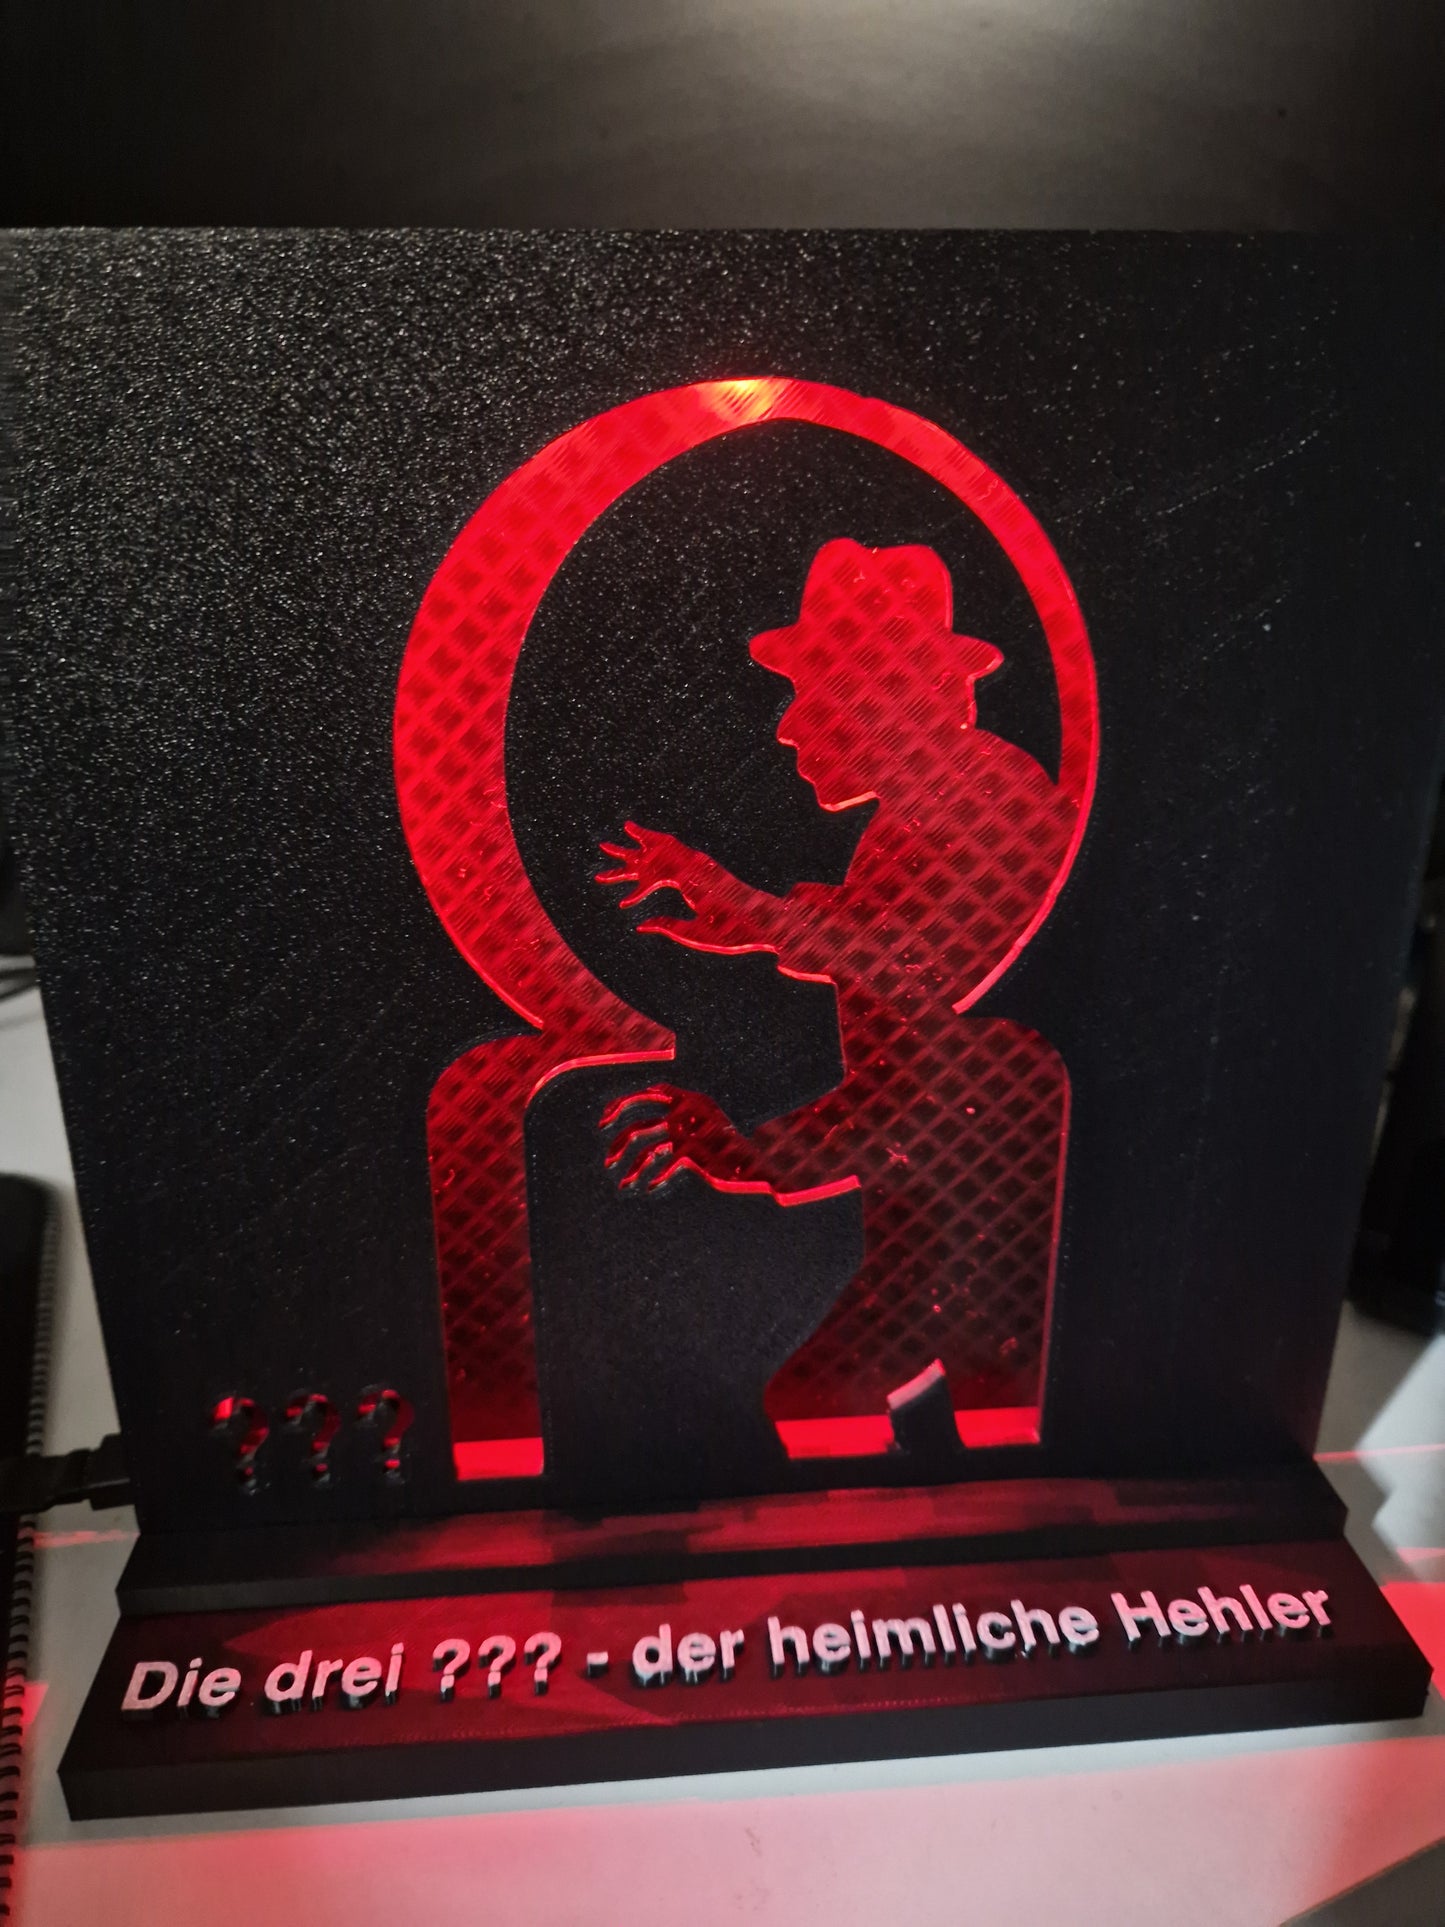 ???
Die drei ??? - der heimliche Hehler